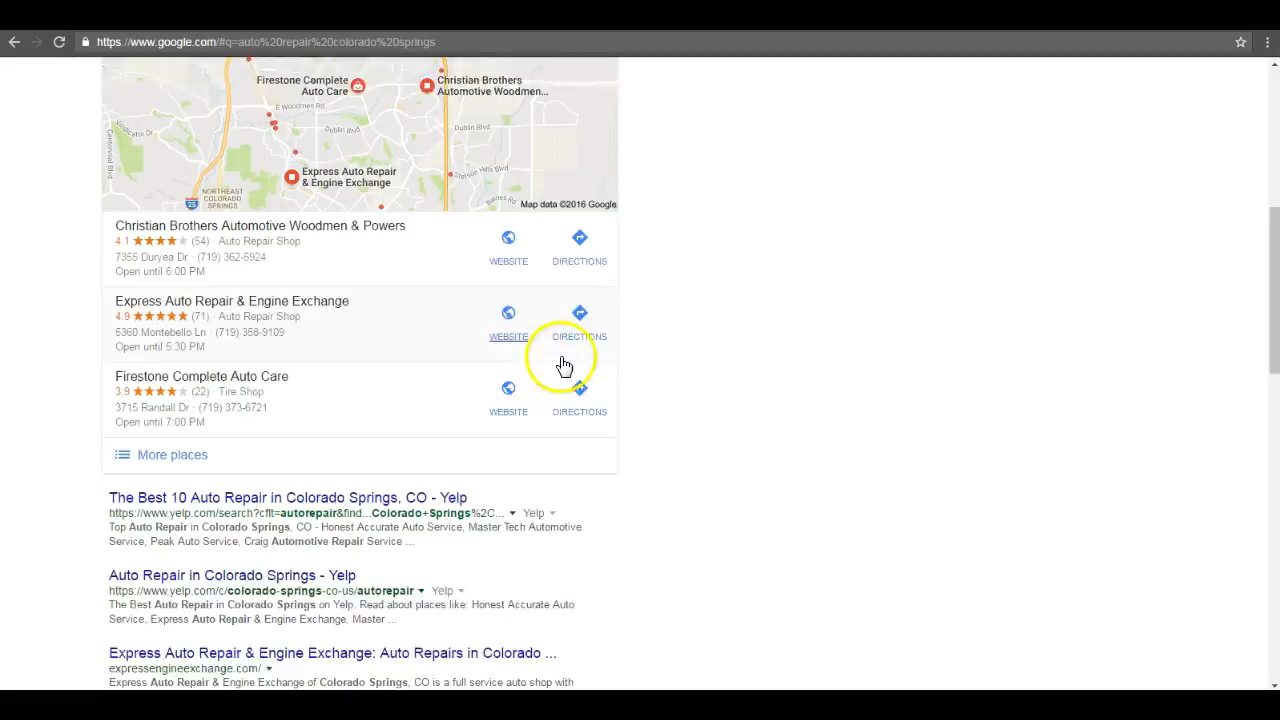 https://www.google.com/#q=auto%20repair%20colorado%20springs
Firestone Complete
Auto Care
Christian Brothers
Automotive Woodmen...
E Woodmen Rd
Dublin Blvd
Dublin Blvd
Vindicator Dr
Centennial Blvd
Stetson Hills Blvd
Express Auto Repair
& Engine Exchange
NORTHEAST
COLORADO
SPRINGS
25
Barnes Rd
Map data ©2016 Google
Christian Brothers Automotive Woodmen & Powers
4.1 (54) · Auto Repair Shop
7355 Duryea Dr · (719) 362-5924
Open until 6:00 PM
WEBSITE
DIRECTIONS
Express Auto Repair & Engine Exchange
4.9 (71) · Auto Repair Shop
5360 Montebello Ln · (719) 358-9109
Open until 5:30 PM
WEBSITE
DIRECTIONS
Firestone Complete Auto Care
3.9 (22) · Tire Shop
3715 Randall Dr · (719) 373-6721
Open until 7:00 PM
WEBSITE
DIRECTIONS
More places
The Best 10 Auto Repair in Colorado Springs, CO - Yelp
https://www.yelp.com/search?cflt=autorepair&find...Colorado+Springs%2C... Yelp
Top Auto Repair in Colorado Springs, CO - Honest Accurate Auto Service, Master Tech Automotive
Service, Peak Auto Service, Craig Automotive Repair Service ...
Auto Repair in Colorado Springs - Yelp
https://www.yelp.com/c/colorado-springs-co-us/autorepair Yelp
The Best Auto Repair in Colorado Springs on Yelp. Read about places like: Honest Accurate Auto
Service, Express Auto Repair & Engine Exchange, Master ...
Express Auto Repair & Engine Exchange: Auto Repairs in Colorado ...
expressengineexchange.com/
Express Auto Repair & Engine Exchange of Colorado Springs, CO is a full service auto shop with